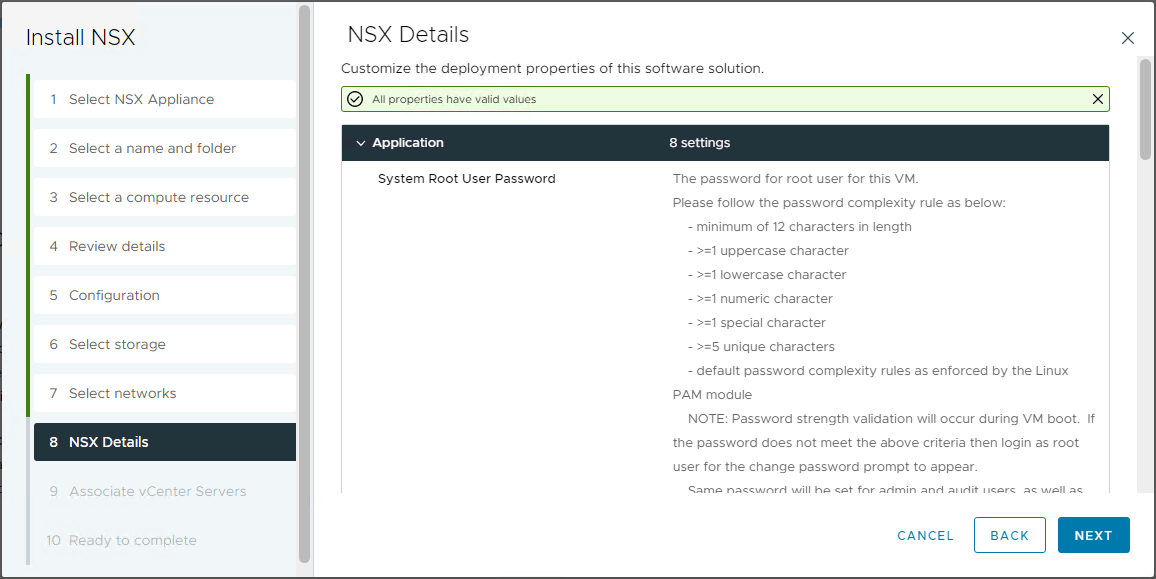 Install NSX
1 Select NSX Appliance
2 Select a name and folder
3 Select a compute resource
4 Review details
5 Configuration
6 Select storage
7 Select networks
8 NSX Details
9 Associate vCenter Servers
10 Ready to complete
NSX Details
Customize the deployment properties of this software solution.
All properties have valid values
Application 8 settings
System Root User Password
The password for root user for this VM.
Please follow the password complexity rule as below:
- minimum of 12 characters in length
- >=1 uppercase character
- >=1 lowercase character
- >=1 numeric character
- >=1 special character
- >=5 unique characters
- default password complexity rules as enforced by the Linux
PAM module
NOTE: Password strength validation will occur during VM boot. If
the password does not meet the above criteria then login as root
user for the change password prompt to appear.
Same password will be set for admin and audit users, as well as
CANCEL BACK NEXT